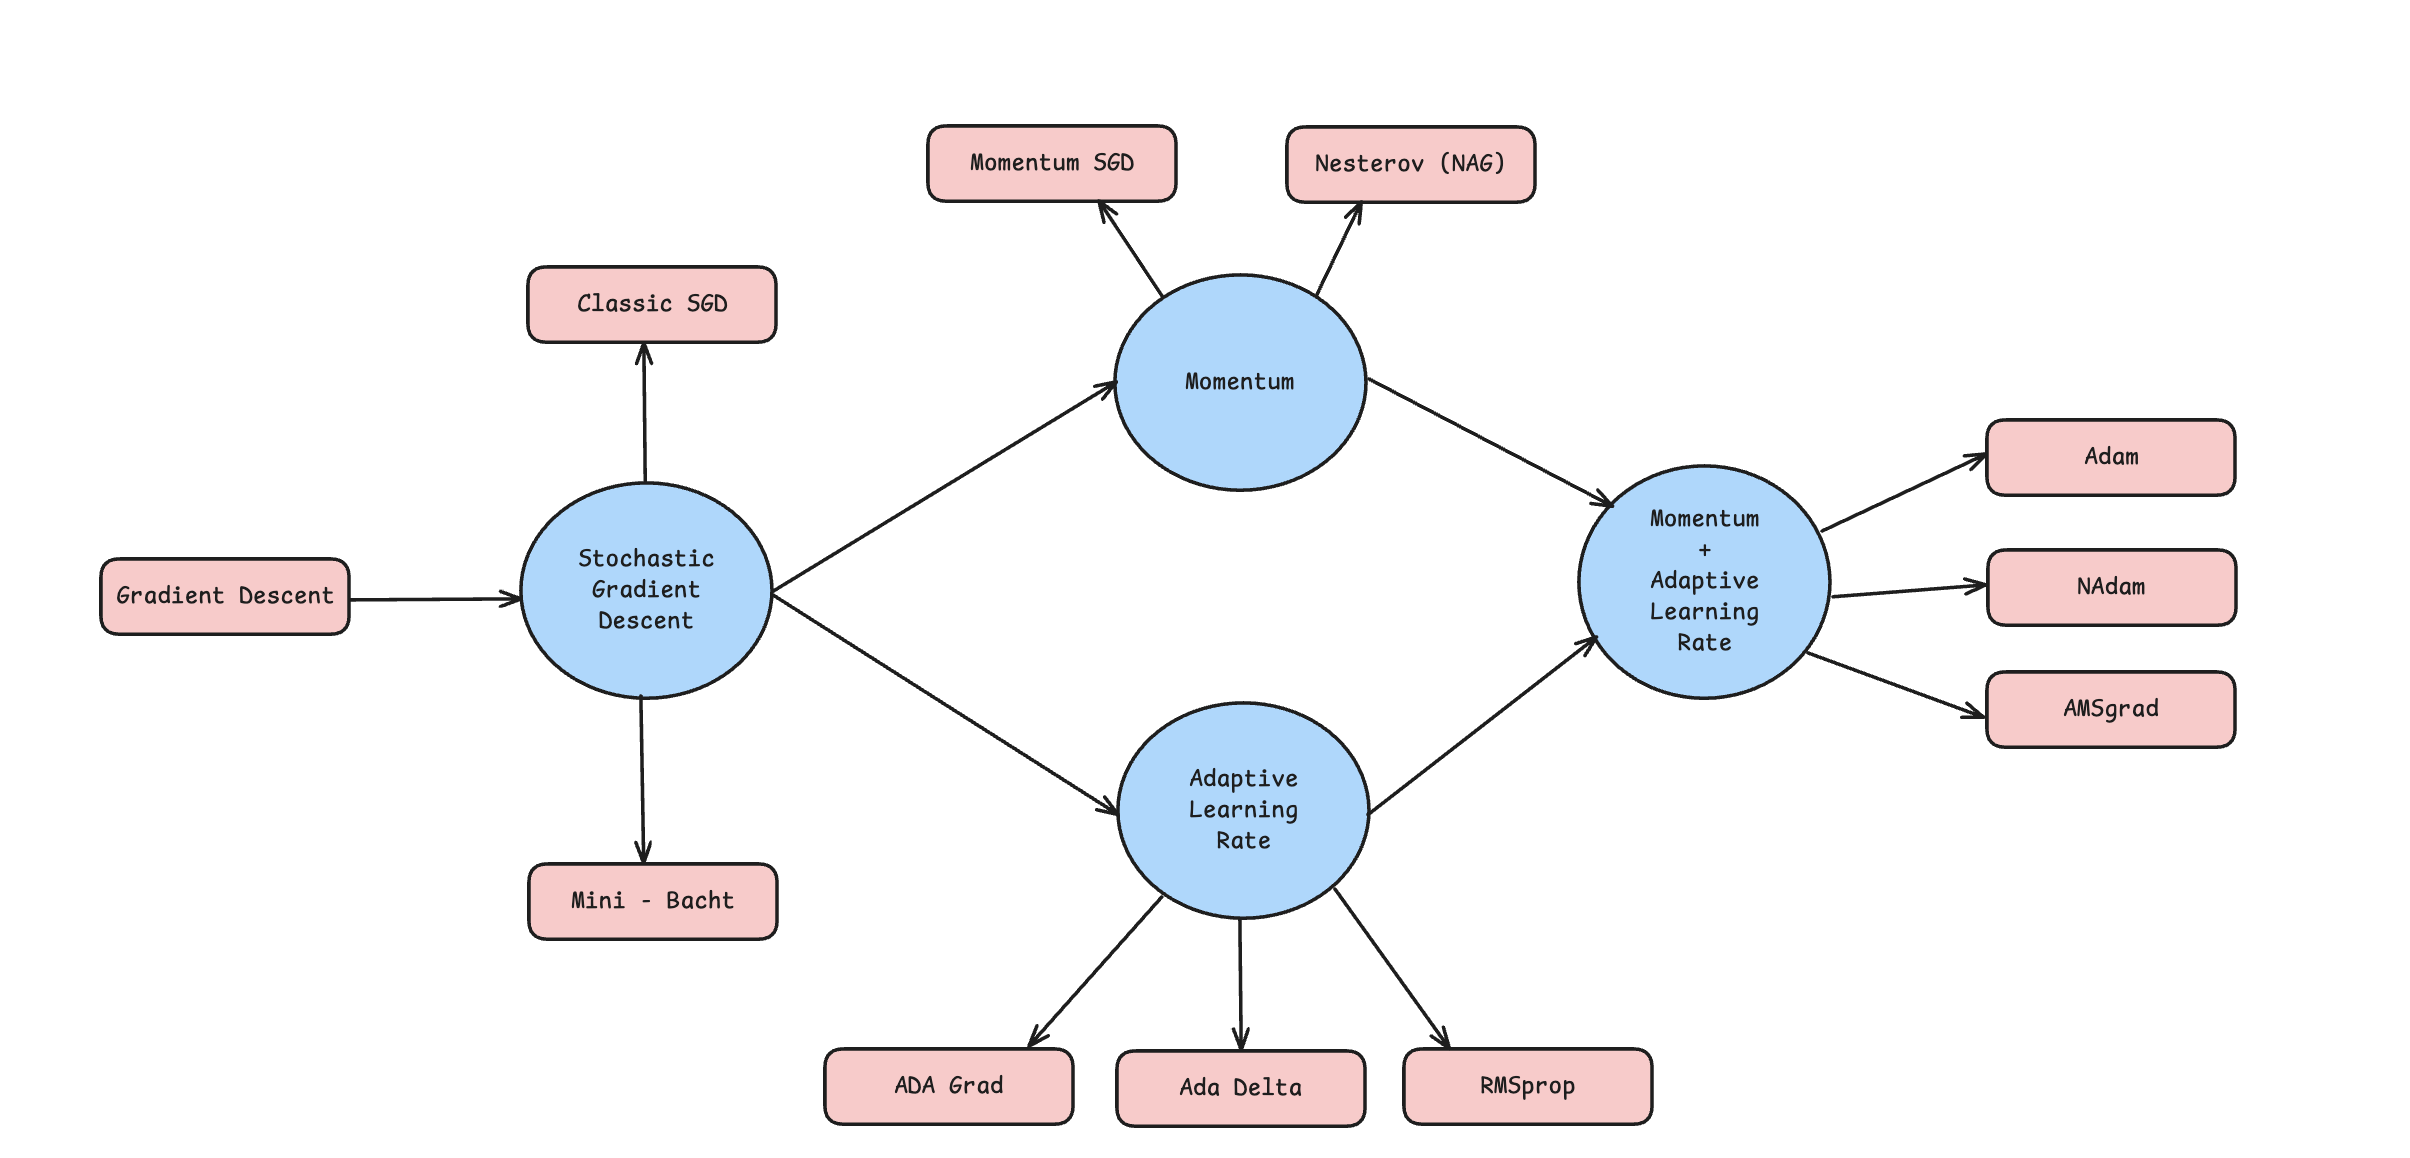 Momentum SGD
Nesterov (NAG)
Classic SGD
Momentum
Adam
Momentum
+
Adaptive
Learning
Rate
Stochastic
Gradient
Descent
Gradient Descent
NAdam
AMSgrad
Adaptive
Learning
Rate
Mini - Bacht
ADA Grad
Ada Delta
RMSprop